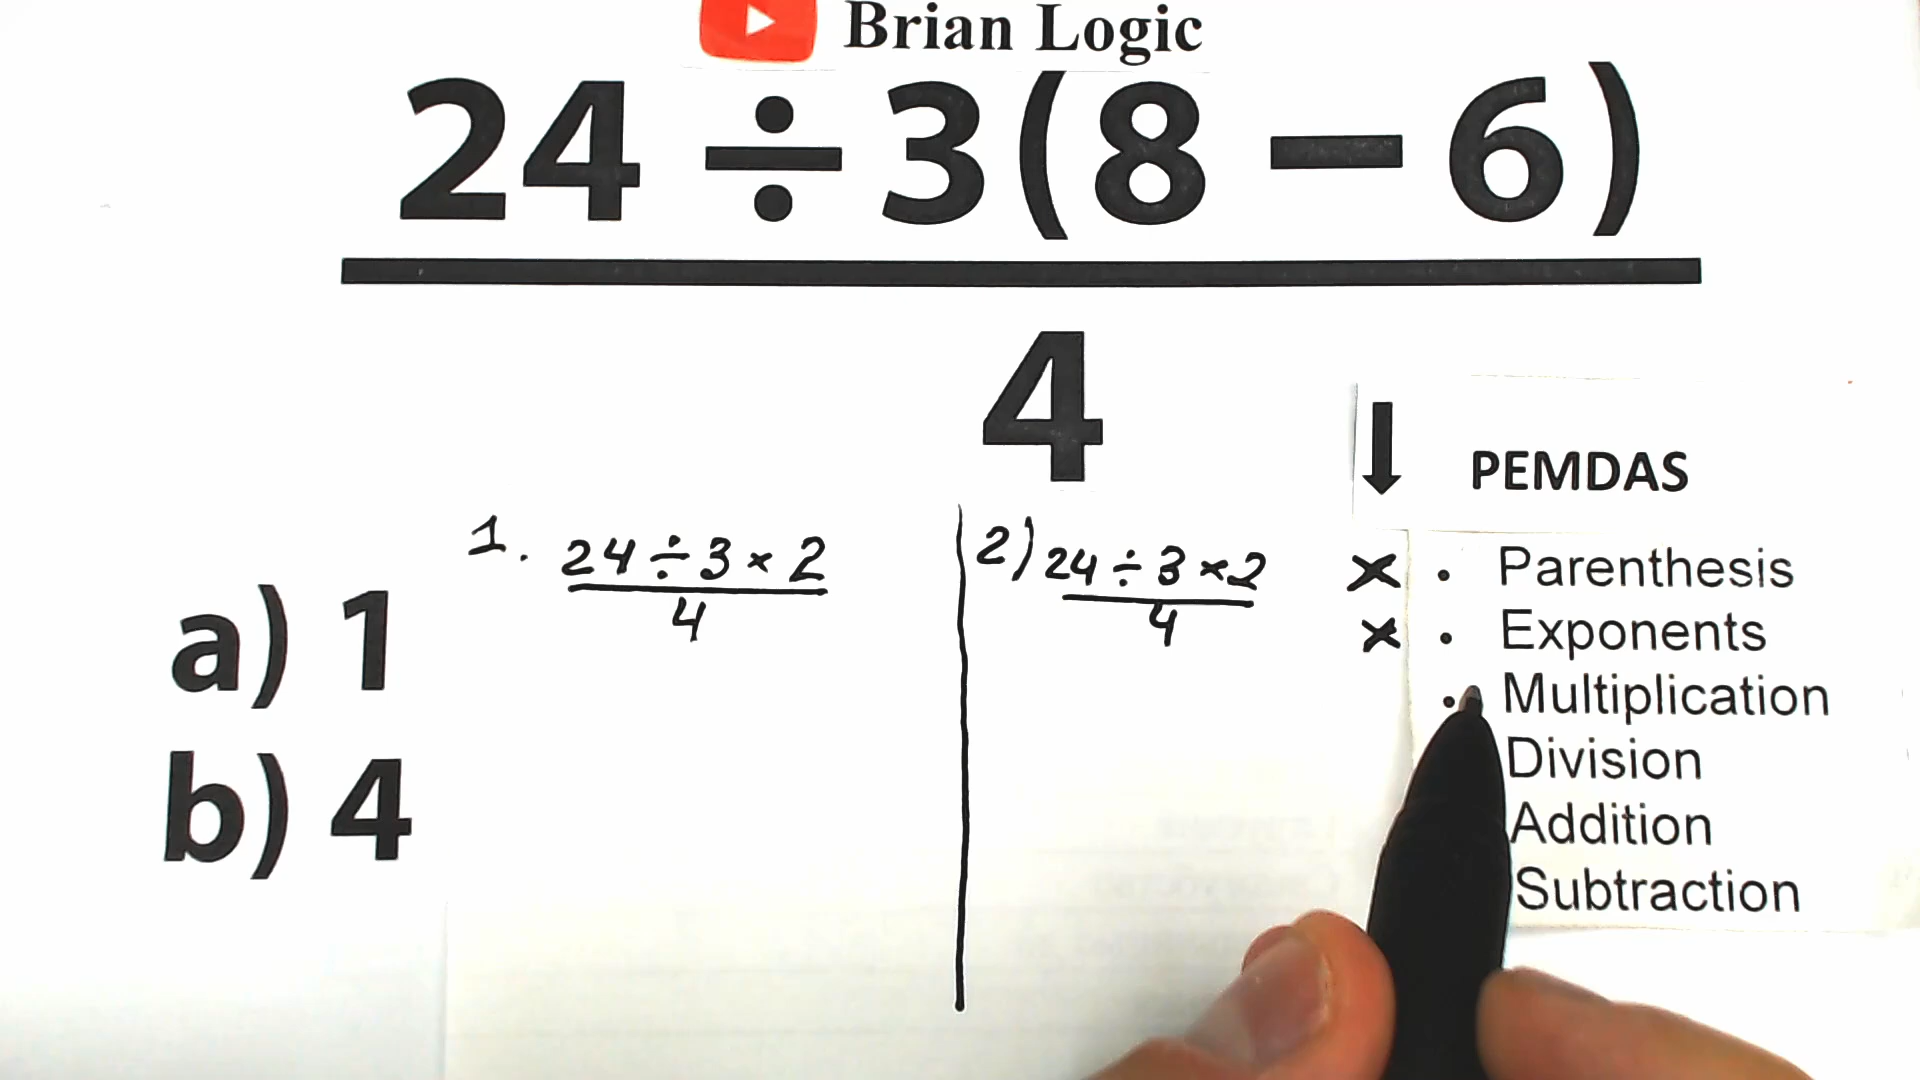 Brian Logic
24 ÷ 3(8 − 6)
4
PEMDAS
1. 24 ÷ 3 × 2
4
2) 24 ÷ 3 × 2
4
a) 1
b) 4
× • Parenthesis
× • Exponents
• Multiplication
Division
Addition
Subtraction